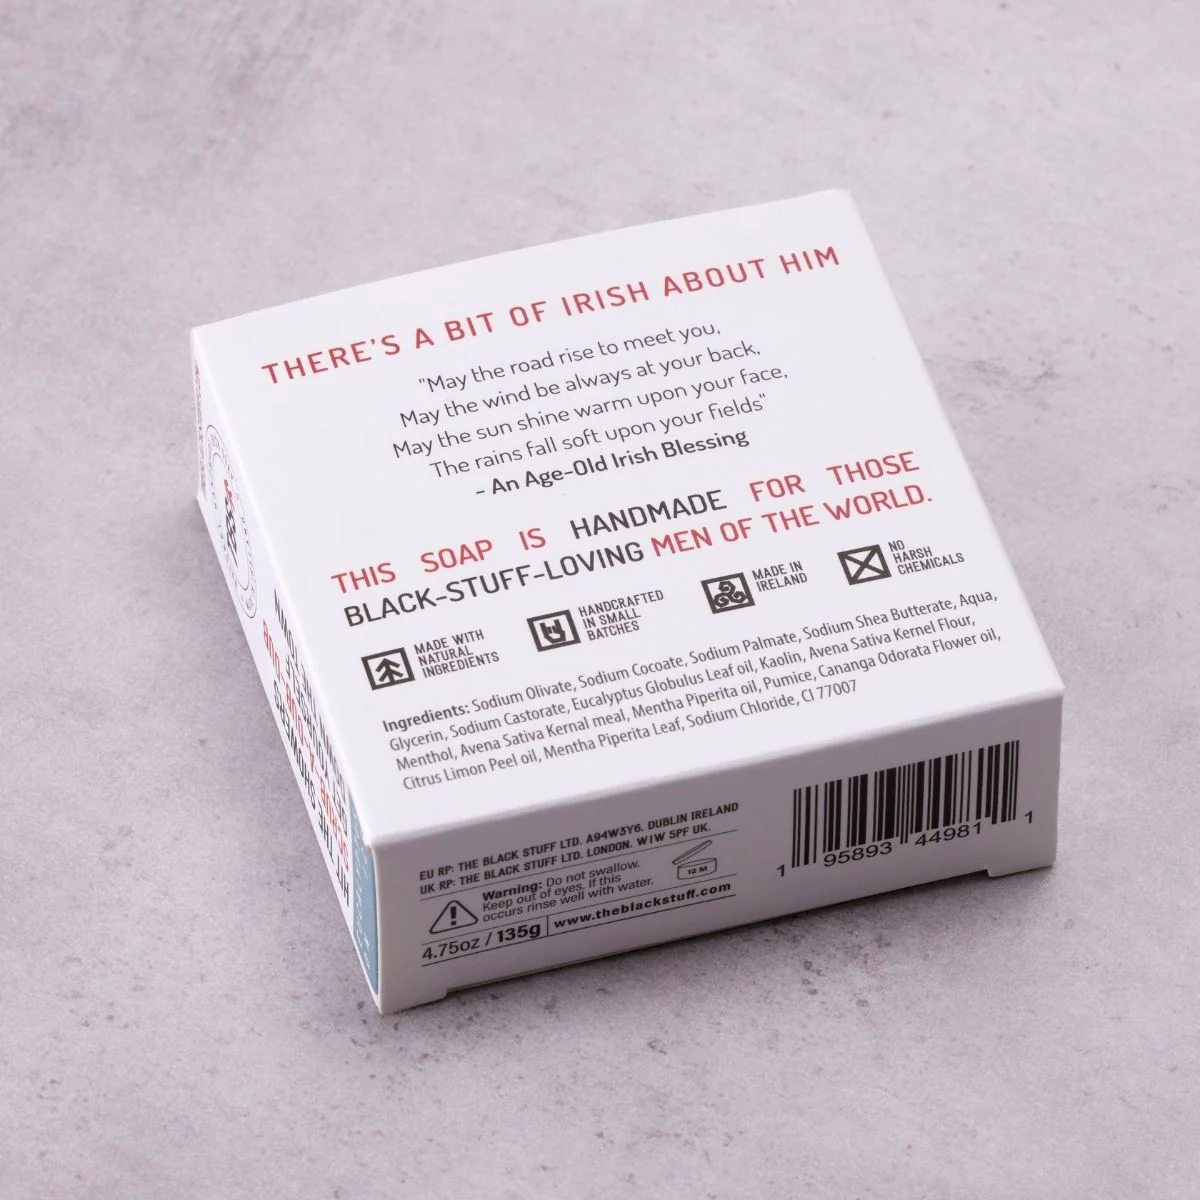 THERE'S A BIT OF IRISH ABOUT HIM
"May the road rise to meet you,
May the wind be always at your back,
May the sun shine warm upon your face,
The rains fall soft upon your fields"
- An Age-Old Irish Blessing
THIS SOAP IS HANDMADE FOR THOSE
BLACK-STUFF-LOVING MEN OF THE WORLD.
MADE WITH
NATURAL
INGREDIENTS
HANDCRAFTED
IN SMALL
BATCHES
MADE IN
IRELAND
NO
HARSH
CHEMICALS
Ingredients: Sodium Olivate, Sodium Cocoate, Sodium Palmate, Sodium Shea Butterate, Aqua,
Glycerin, Sodium Castorate, Eucalyptus Globulus Leaf oil, Kaolin, Avena Sativa Kernel Flour,
Menthol, Avena Sativa Kernal meal, Mentha Piperita oil, Pumice, Cananga Odorata Flower oil,
Citrus Limon Peel oil, Mentha Piperita Leaf, Sodium Chloride, CI 77007
EU RP: THE BLACK STUFF LTD. A94W3Y6. DUBLIN IRELAND
UK RP: THE BLACK STUFF LTD. LONDON. W1W 5PF UK.
Warning: Do not swallow.
Keep out of eyes. If this
occurs rinse well with water.
12 M
4.75oz / 135g
www.theblackstuff.com
1 95893 44981 1